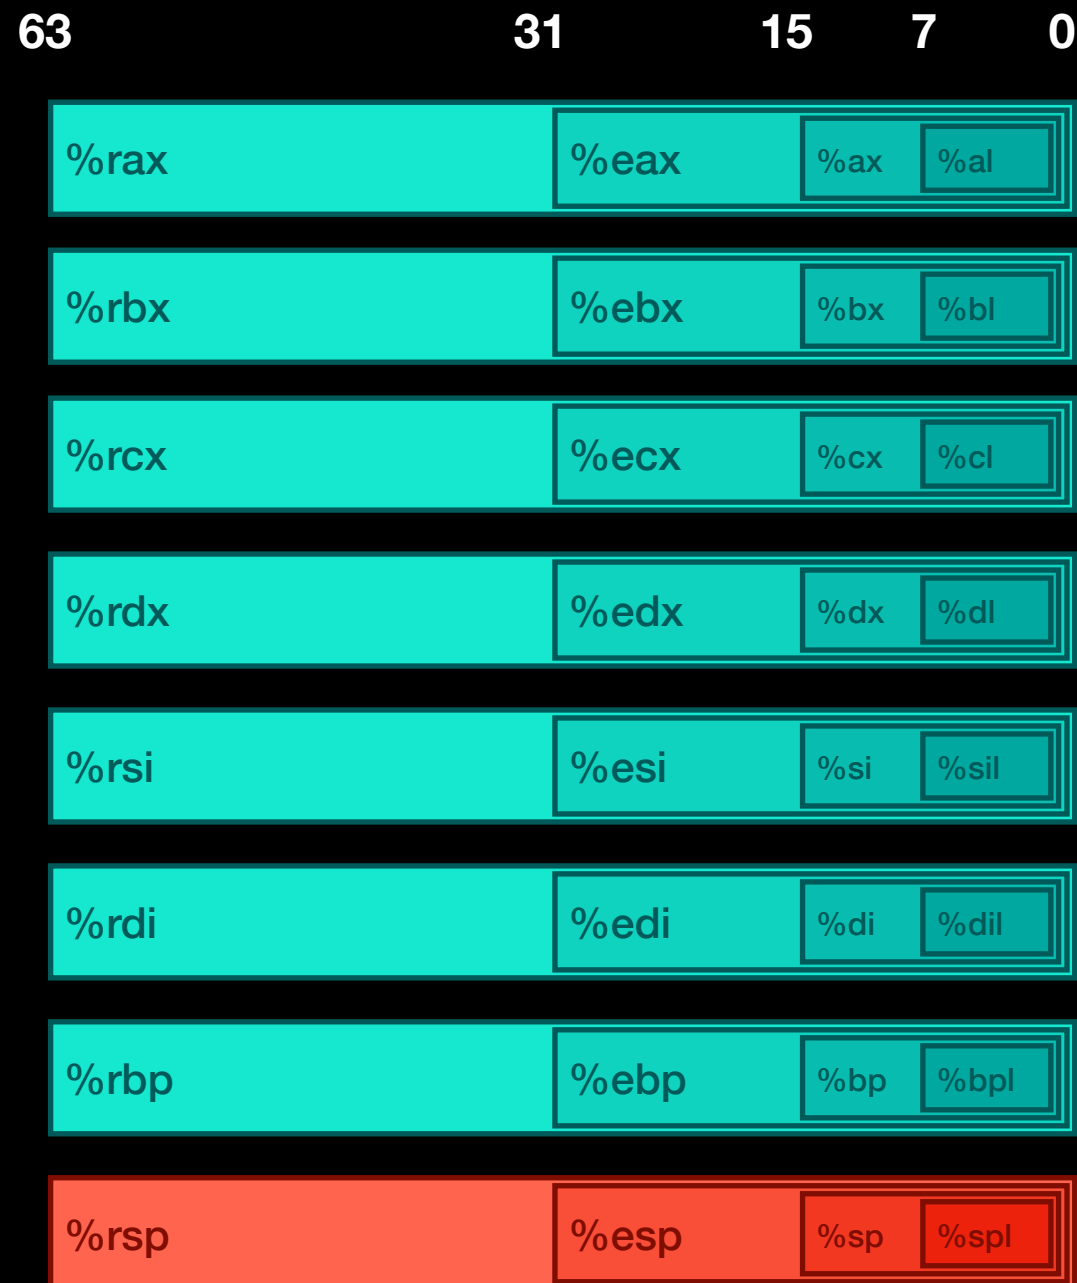 63 31 15 7 0
%rax %eax %ax %al
%rbx %ebx %bx %bl
%rcx %ecx %cx %cl
%rdx %edx %dx %dl
%rsi %esi %si %sil
%rdi %edi %di %dil
%rbp %ebp %bp %bpl
%rsp %esp %sp %spl